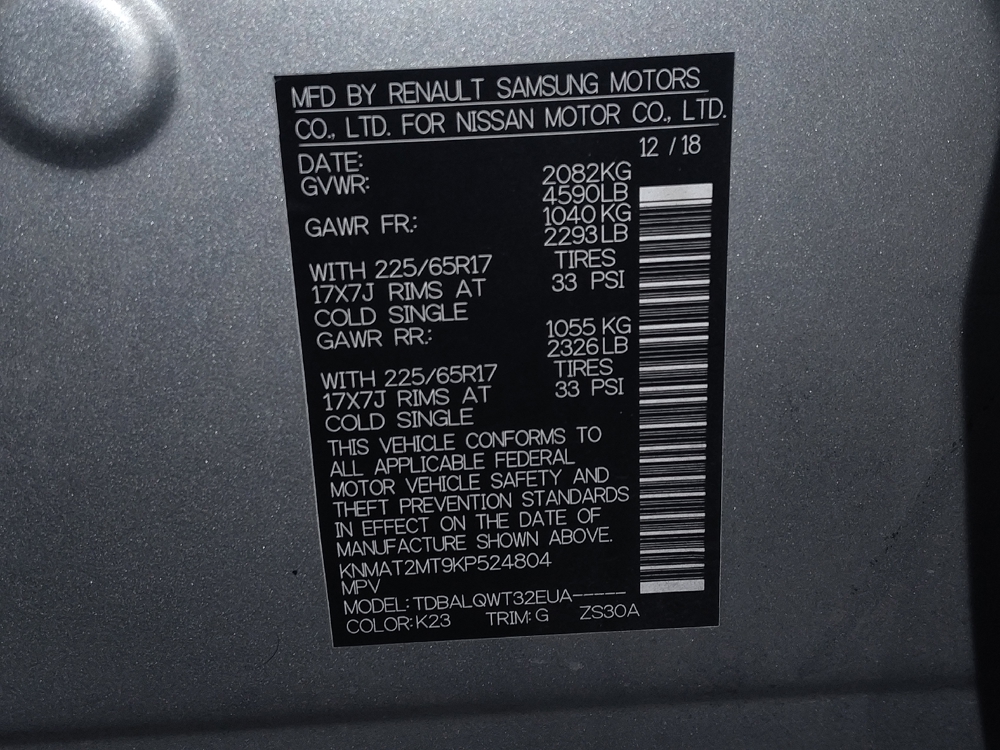 MFD BY RENAULT SAMSUNG MOTORS
CO., LTD. FOR NISSAN MOTOR CO., LTD.
DATE: 12 / 18
GVWR: 2082KG
4590LB
GAWR FR.: 1040 KG
2293 LB
WITH 225/65R17 TIRES
17X7J RIMS AT 33 PSI
COLD SINGLE
GAWR RR.: 1055 KG
2326 LB
WITH 225/65R17 TIRES
17X7J RIMS AT 33 PSI
COLD SINGLE
THIS VEHICLE CONFORMS TO
ALL APPLICABLE FEDERAL
MOTOR VEHICLE SAFETY AND
THEFT PREVENTION STANDARDS
IN EFFECT ON THE DATE OF
MANUFACTURE SHOWN ABOVE.
KNMAT2MT9KP524804
MPV
MODEL: TDBALQWT32EUA-----
COLOR: K23 TRIM: G ZS30A